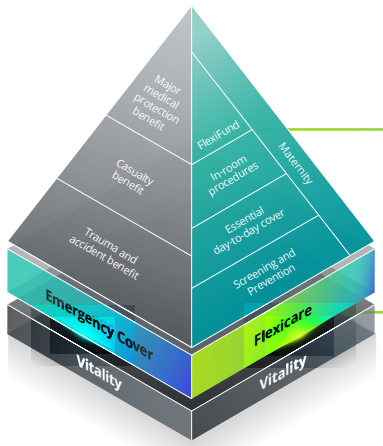 Major
medical
protection
benefit
Casualty
benefit
Trauma and
accident benefit
FlexiFund
In-room
procedures
Essential
day-to-day cover
Screening and
Prevention
Maternity
Emergency Cover
Flexicare
Vitality
Vitality